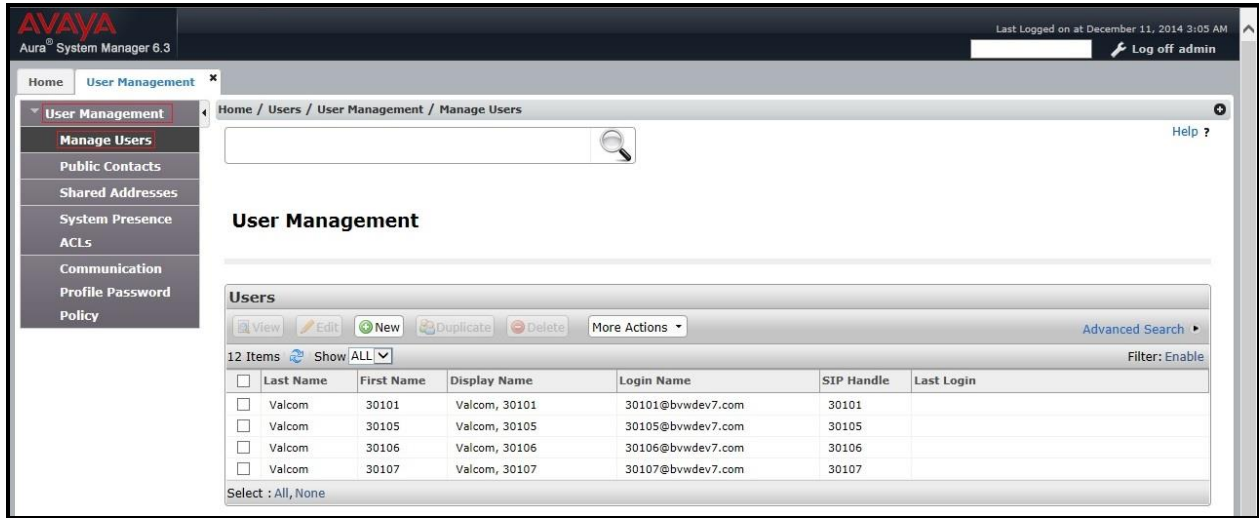 AVAYA
Last Logged on at December 11, 2014 3:05 AM
Aura® System Manager 6.3
Log off admin
Home User Management ✖
User Management
Home / Users / User Management / Manage Users
Manage Users
Help ?
Public Contacts
Shared Addresses
System Presence
ACLs
Communication
Profile Password
Policy
User Management
Users
View Edit New Duplicate Delete More Actions
Advanced Search
12 Items Show ALL
Filter: Enable
Last Name First Name Display Name Login Name SIP Handle Last Login
Valcom 30101 Valcom, 30101 30101@bvwdev7.com 30101
Valcom 30105 Valcom, 30105 30105@bvwdev7.com 30105
Valcom 30106 Valcom, 30106 30106@bvwdev7.com 30106
Valcom 30107 Valcom, 30107 30107@bvwdev7.com 30107
Select : All, None